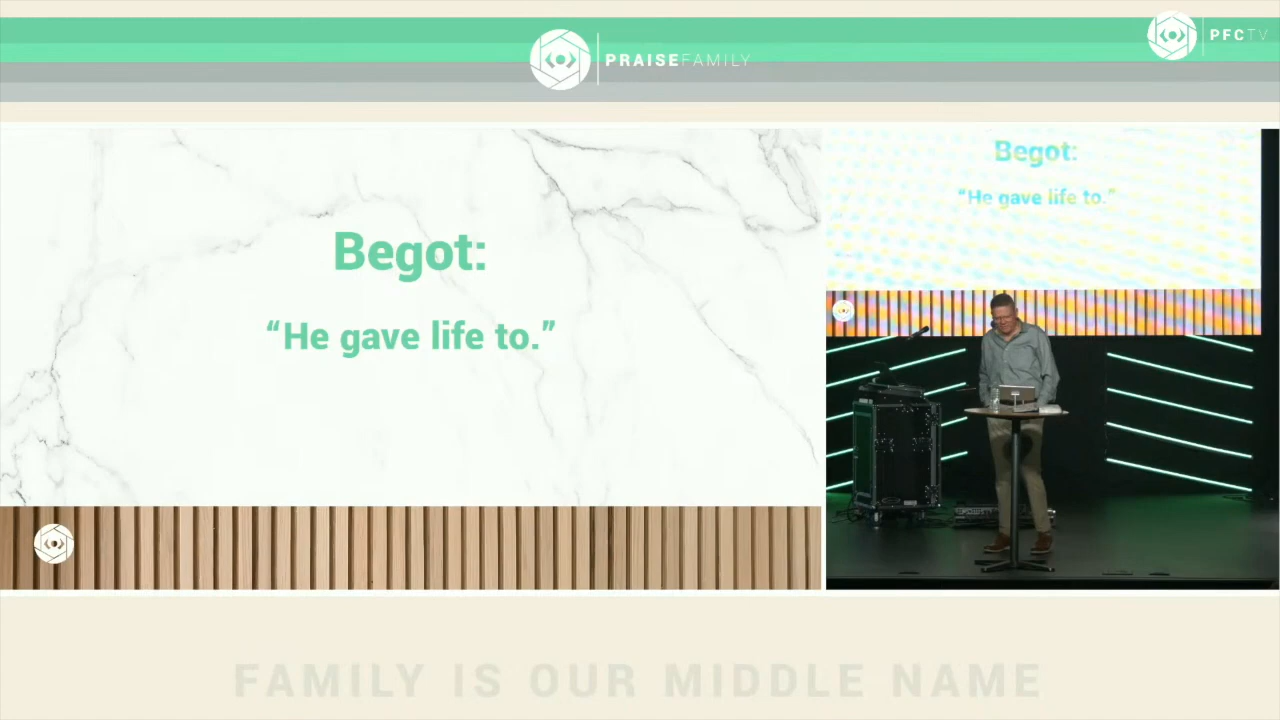 PRAISEFAMILY
PFCTV
Begot:
“He gave life to.”
Begot:
“He gave life to.”
FAMILY IS OUR MIDDLE NAME